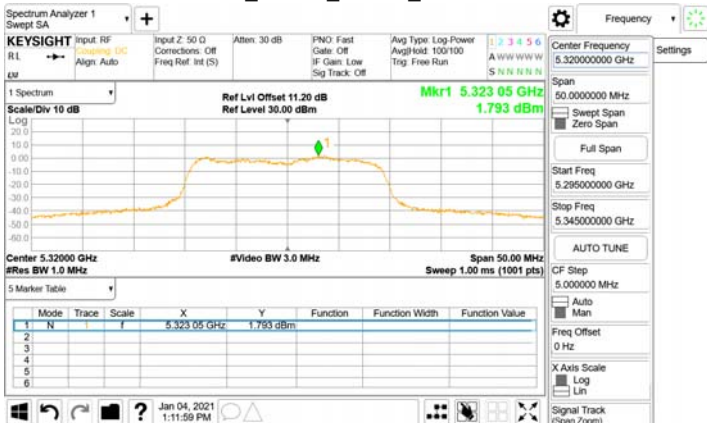 Spectrum Analyzer 1
Swept SA
Frequency
KEYSIGHT
RL
Input: RF
Coupling: DC
Align: Auto
Input Z: 50 Ω
Corrections: Off
Freq Ref: Int (S)
Atten: 30 dB
PNO: Fast
Gate: Off
IF Gain: Low
Sig Track: Off
Avg Type: Log-Power
Avg|Hold: 100/100
Trig: Free Run
1 2 3 4 5 6
A W W W W W
S N N N N N
1 Spectrum
Scale/Div 10 dB
Ref Lvl Offset 11.20 dB
Ref Level 30.00 dBm
Mkr1 5.323 05 GHz
1.793 dBm
Log
20.0
10.0
0.00
-10.0
-20.0
-30.0
-40.0
-50.0
-60.0
1
Center 5.32000 GHz
#Res BW 1.0 MHz
#Video BW 3.0 MHz
Span 50.00 MHz
Sweep 1.00 ms (1001 pts)
5 Marker Table
Mode Trace Scale X Y Function Function Width Function Value
1 N 1 f 5.323 05 GHz 1.793 dBm
2
3
4
5
6
Jan 04, 2021
1:11:59 PM
Center Frequency
5.320000000 GHz
Settings
Span
50.0000000 MHz
Swept Span
Zero Span
Full Span
Start Freq
5.295000000 GHz
Stop Freq
5.345000000 GHz
AUTO TUNE
CF Step
5.000000 MHz
Auto
Man
Freq Offset
0 Hz
X Axis Scale
Log
Lin
Signal Track
(Span Zoom)